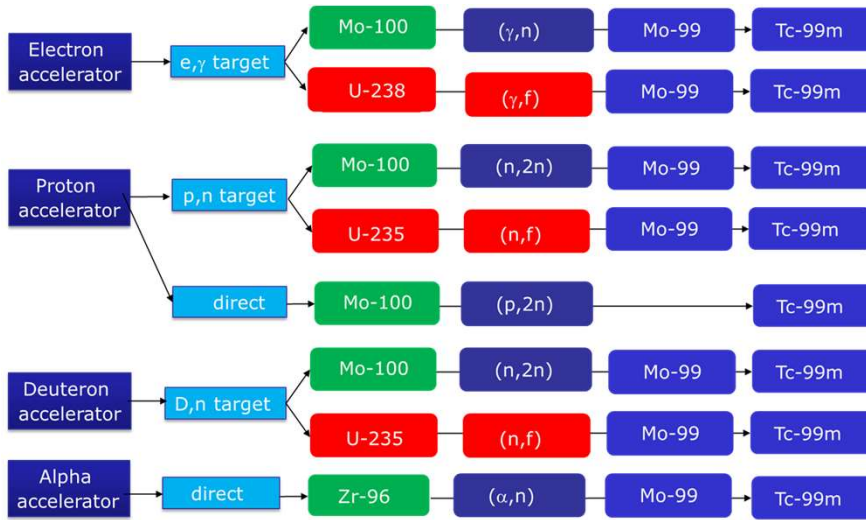 Electron
accelerator
e,γ target
Mo-100
(γ,n)
Mo-99
Tc-99m
U-238
(γ,f)
Mo-99
Tc-99m
Proton
accelerator
p,n target
Mo-100
(n,2n)
Mo-99
Tc-99m
U-235
(n,f)
Mo-99
Tc-99m
direct
Mo-100
(p,2n)
Tc-99m
Deuteron
accelerator
D,n target
Mo-100
(n,2n)
Mo-99
Tc-99m
U-235
(n,f)
Mo-99
Tc-99m
Alpha
accelerator
direct
Zr-96
(α,n)
Mo-99
Tc-99m